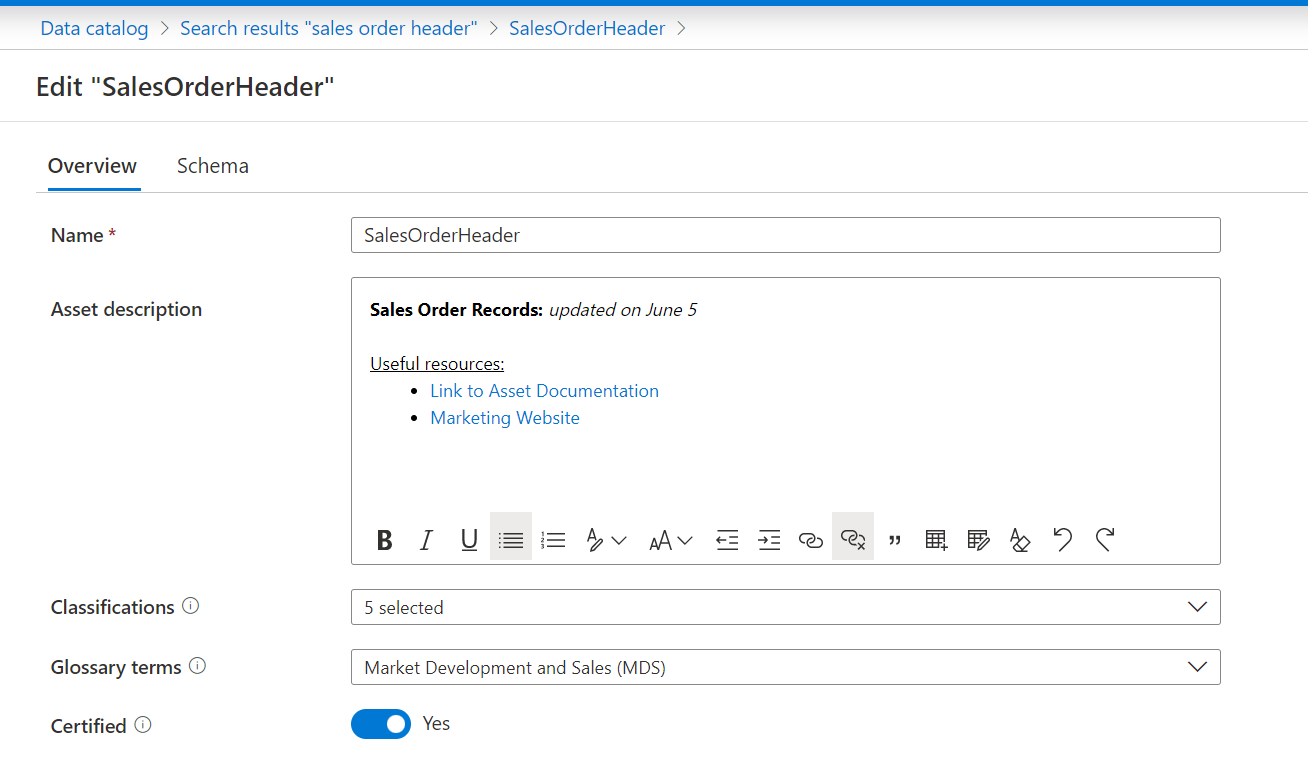 Data catalog > Search results "sales order header" > SalesOrderHeader >
Edit "SalesOrderHeader"
Overview Schema
Name * SalesOrderHeader
Asset description
Sales Order Records: updated on June 5
Useful resources:
• Link to Asset Documentation
• Marketing Website
B I U
Classifications 5 selected
Glossary terms Market Development and Sales (MDS)
Certified Yes